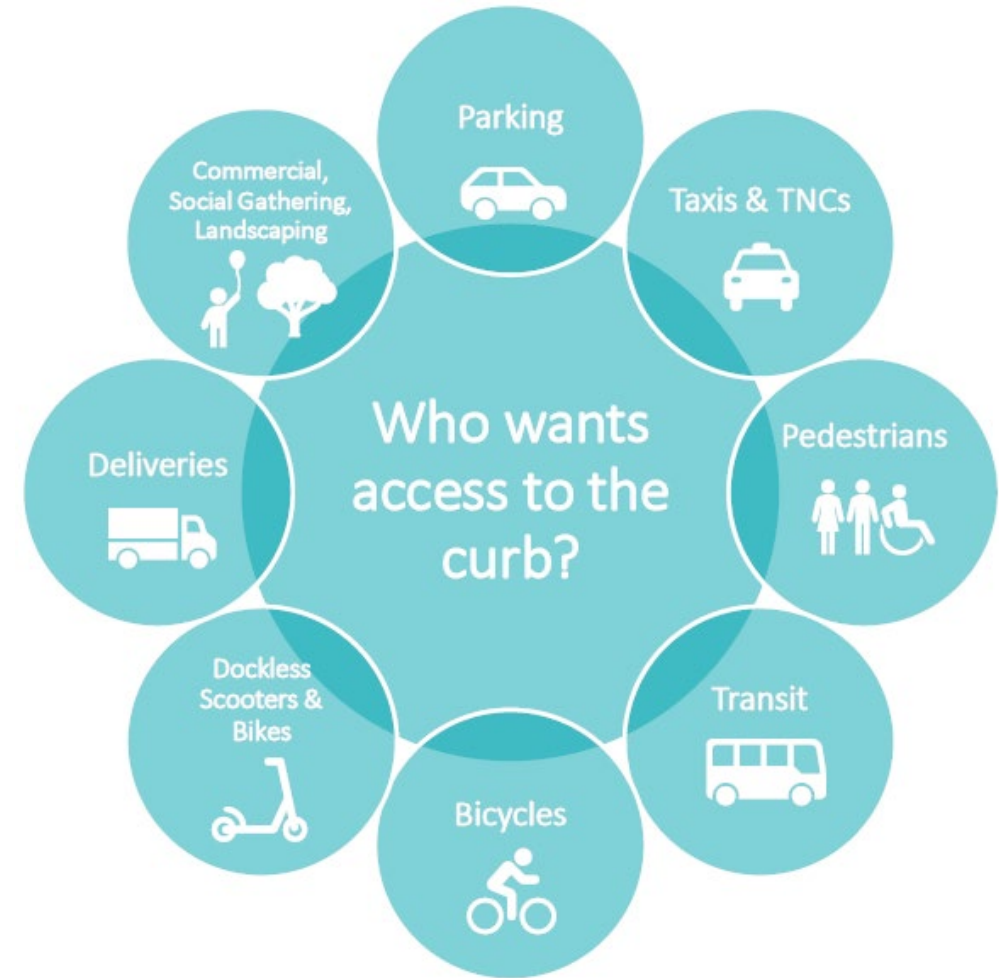 Parking
Taxis & TNCs
Pedestrians
Transit
Bicycles
Dockless
Scooters &
Bikes
Deliveries
Commercial,
Social Gathering,
Landscaping
Who wants
access to the
curb?